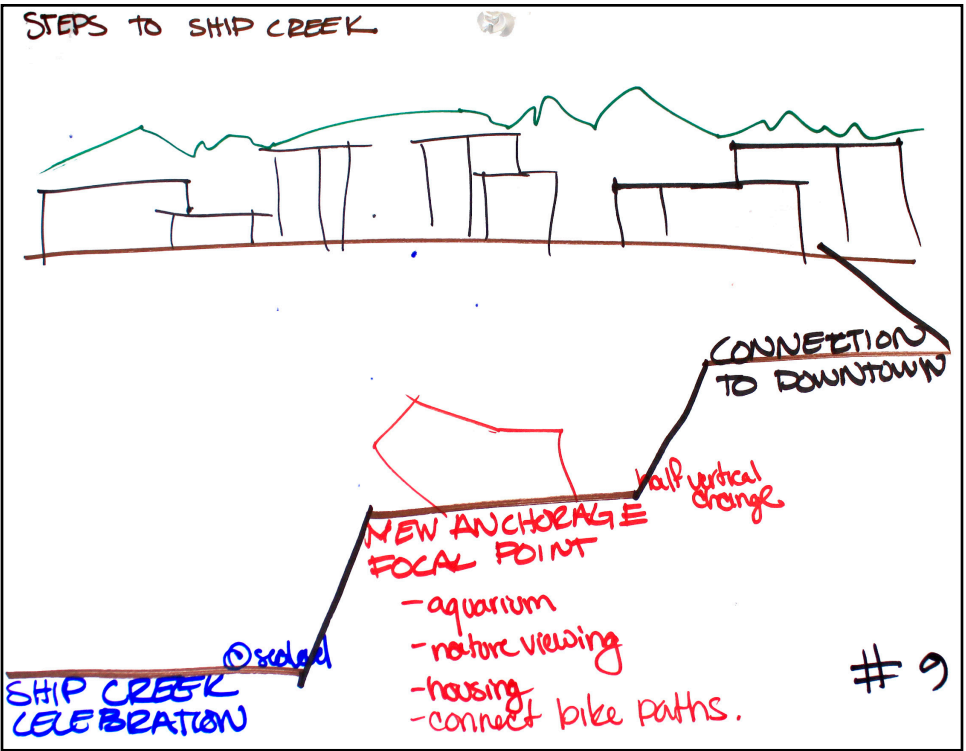 STEPS TO SHIP CREEK
CONNECTION
TO DOWNTOWN
half vertical
change
NEW ANCHORAGE
FOCAL POINT
- aquarium
- nature viewing
- housing
- connect bike paths.
@sealevel
SHIP CREEK
CELEBRATION
#9